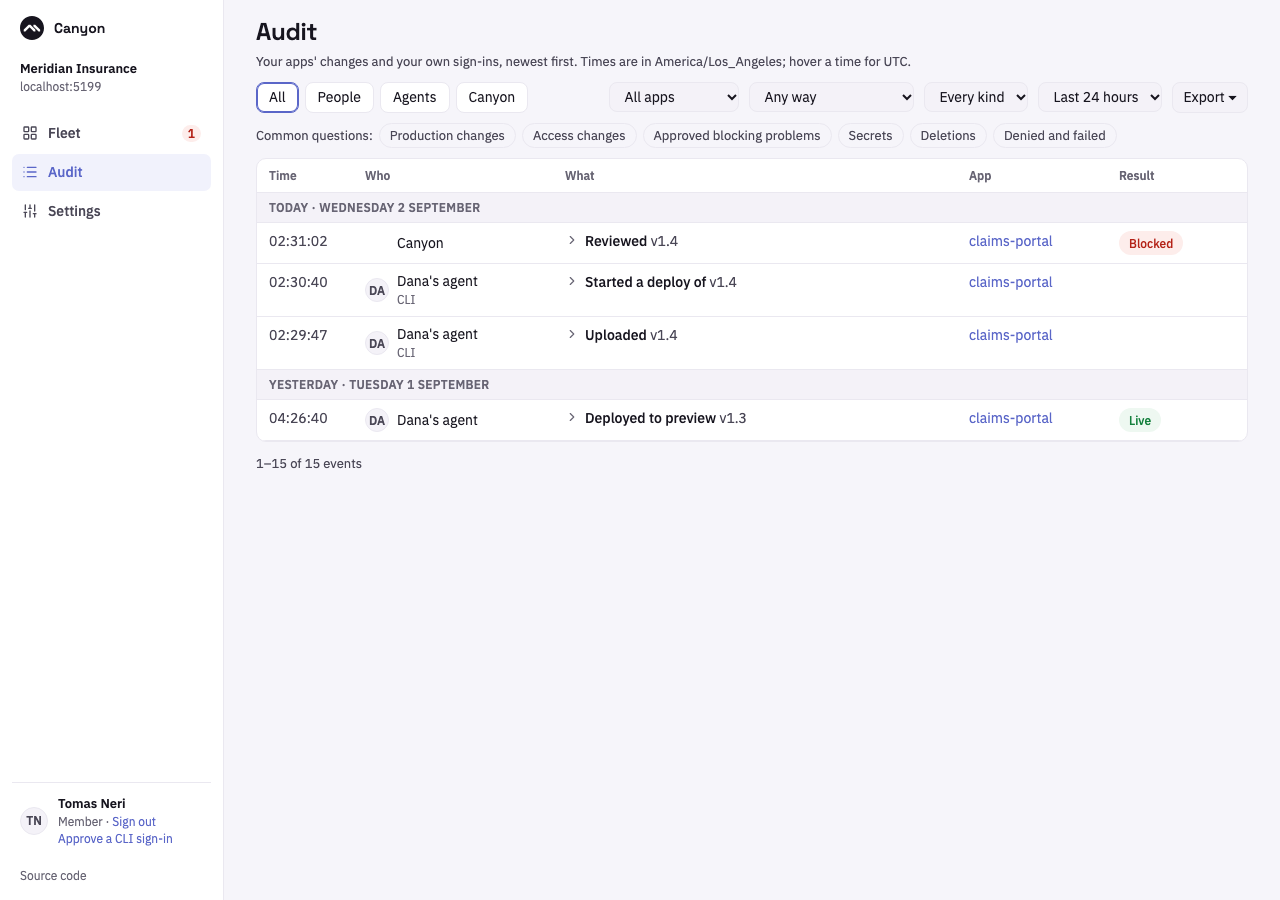 Canyon
Meridian Insurance
localhost:5199
Fleet 1
Audit
Settings
Tomas Neri
Member · Sign out
Approve a CLI sign-in
TN
Source code
Audit
Your apps' changes and your own sign-ins, newest first. Times are in America/Los_Angeles; hover a time for UTC.
All People Agents Canyon All apps Any way Every kind Last 24 hours Export
Common questions: Production changes Access changes Approved blocking problems Secrets Deletions Denied and failed
Time Who What App Result
TODAY · WEDNESDAY 2 SEPTEMBER
02:31:02 Canyon Reviewed v1.4 claims-portal Blocked
02:30:40 DA Dana's agent Started a deploy of v1.4 claims-portal
CLI
02:29:47 DA Dana's agent Uploaded v1.4 claims-portal
CLI
YESTERDAY · TUESDAY 1 SEPTEMBER
04:26:40 DA Dana's agent Deployed to preview v1.3 claims-portal Live
1–15 of 15 events